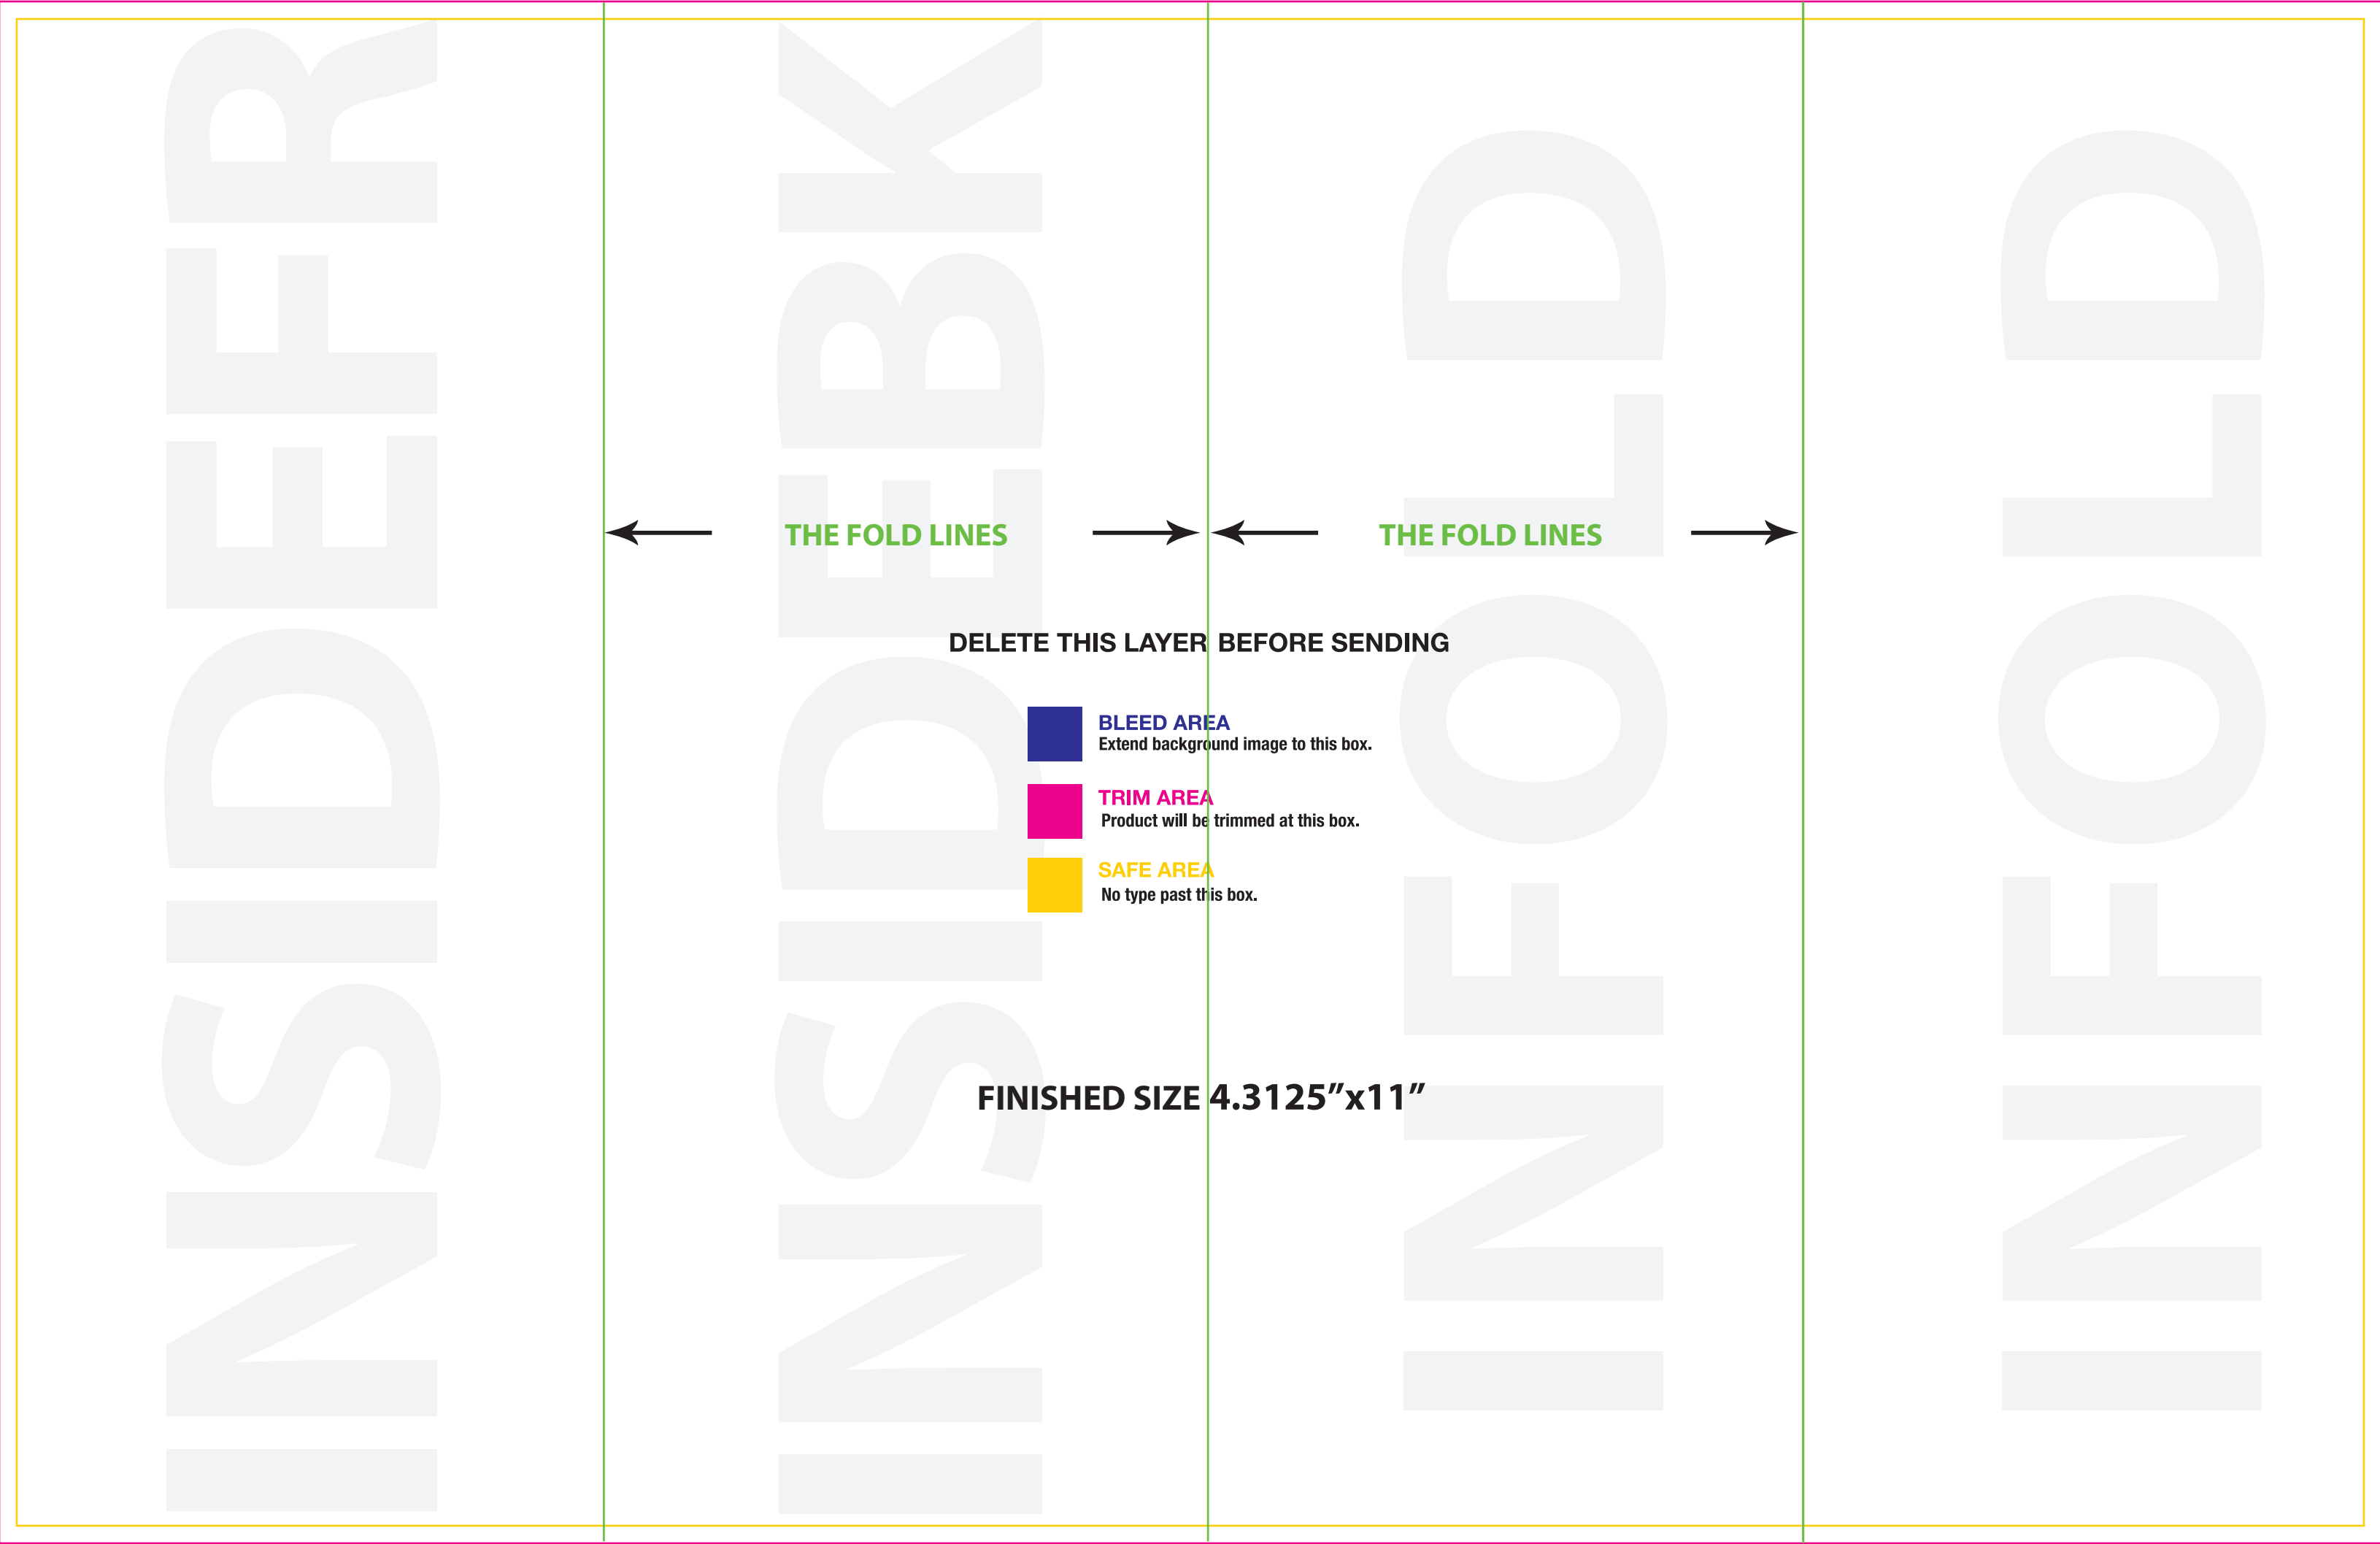 INSIDEFR
INSIDEBK
INFOLD
INFOLD
THE FOLD LINES
THE FOLD LINES
DELETE THIS LAYER BEFORE SENDING
BLEED AREA
Extend background image to this box.
TRIM AREA
Product will be trimmed at this box.
SAFE AREA
No type past this box.
FINISHED SIZE 4.3125”x11”